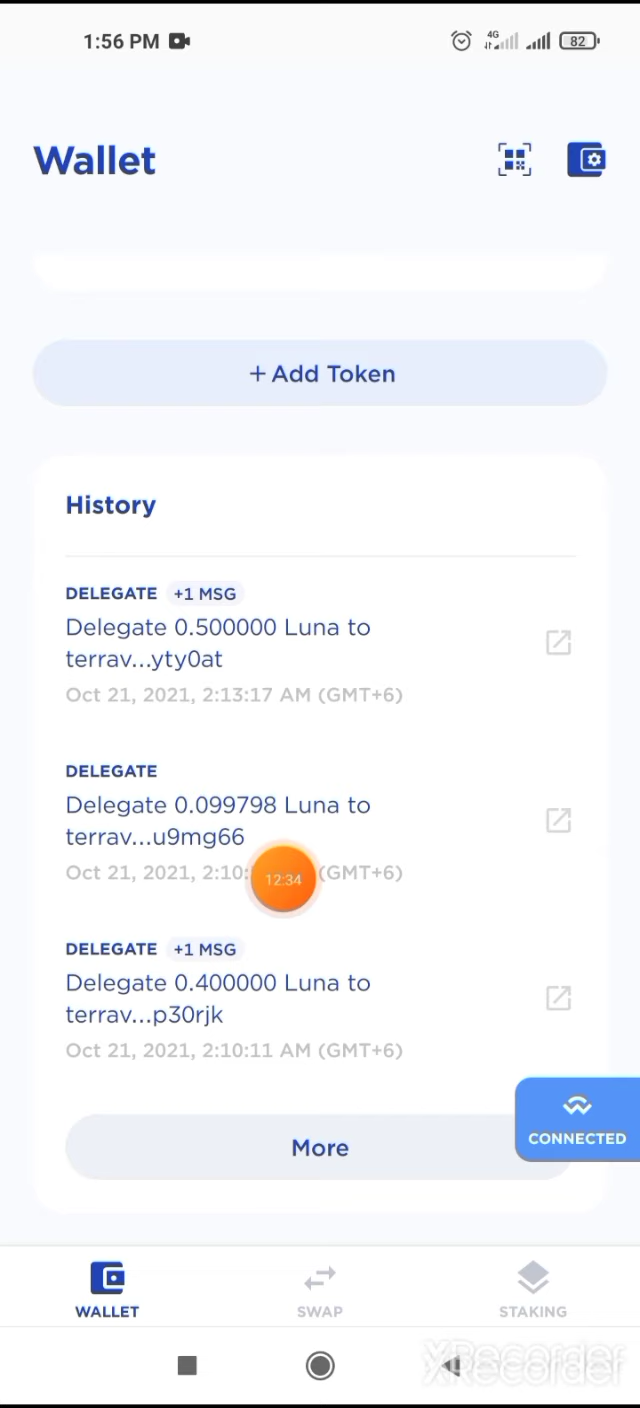 1:56 PM
4G
82
Wallet
+ Add Token
History
DELEGATE +1 MSG
Delegate 0.500000 Luna to
terrav...yty0at
Oct 21, 2021, 2:13:17 AM (GMT+6)
DELEGATE
Delegate 0.099798 Luna to
terrav...u9mg66
Oct 21, 2021, 2:10: (GMT+6)
12:34
DELEGATE +1 MSG
Delegate 0.400000 Luna to
terrav...p30rjk
Oct 21, 2021, 2:10:11 AM (GMT+6)
CONNECTED
More
WALLET
SWAP
STAKING
XRecorder